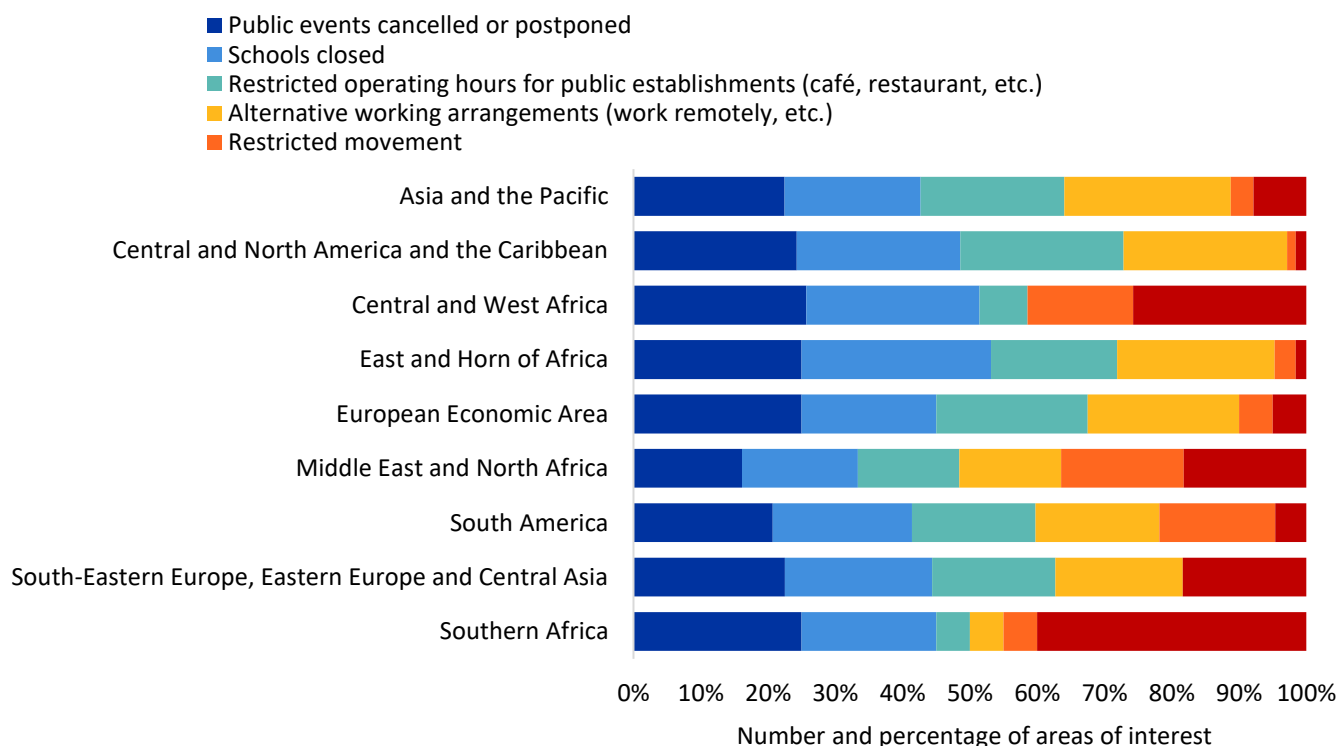 Public events cancelled or postponed
Schools closed
Restricted operating hours for public establishments (café, restaurant, etc.)
Alternative working arrangements (work remotely, etc.)
Restricted movement
Asia and the Pacific
Central and North America and the Caribbean
Central and West Africa
East and Horn of Africa
European Economic Area
Middle East and North Africa
South America
South-Eastern Europe, Eastern Europe and Central Asia
Southern Africa
0% 10% 20% 30% 40% 50% 60% 70% 80% 90% 100%
Number and percentage of areas of interest